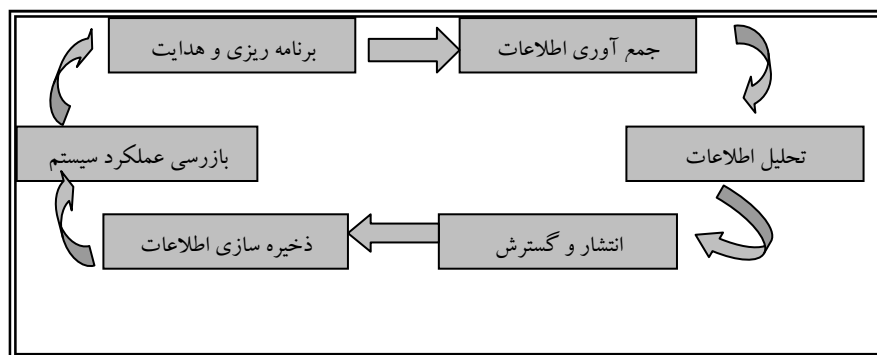 برنامه ریزی و هدایت
جمع آوری اطلاعات
تحلیل اطلاعات
انتشار و گسترش
ذخیره سازی اطلاعات
بازرسی عملکرد سیستم